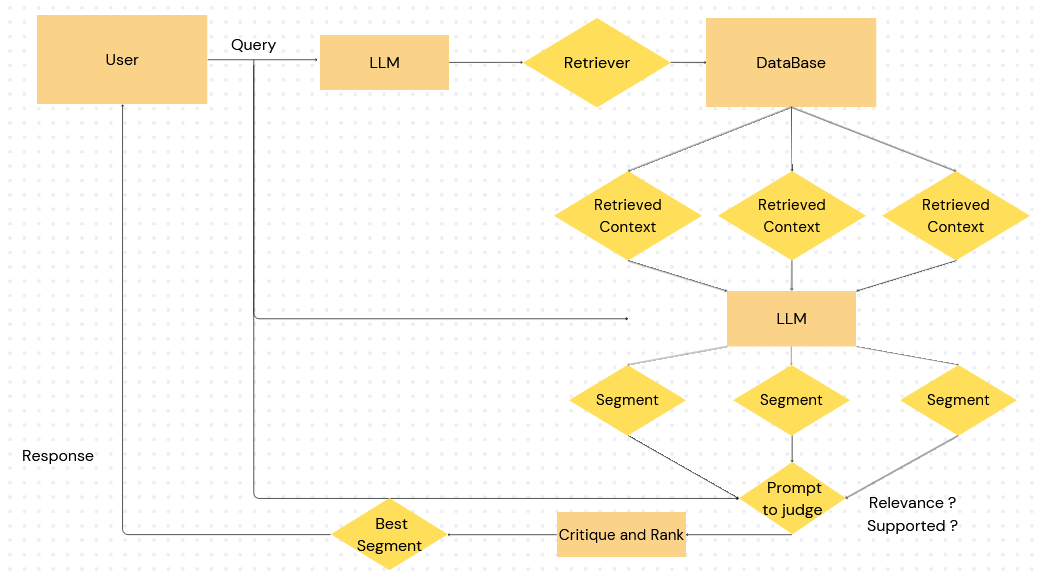 User
Query
LLM
Retriever
DataBase
Retrieved
Context
Retrieved
Context
Retrieved
Context
LLM
Segment
Segment
Segment
Prompt
to judge
Relevance ?
Supported ?
Critique and Rank
Best
Segment
Response